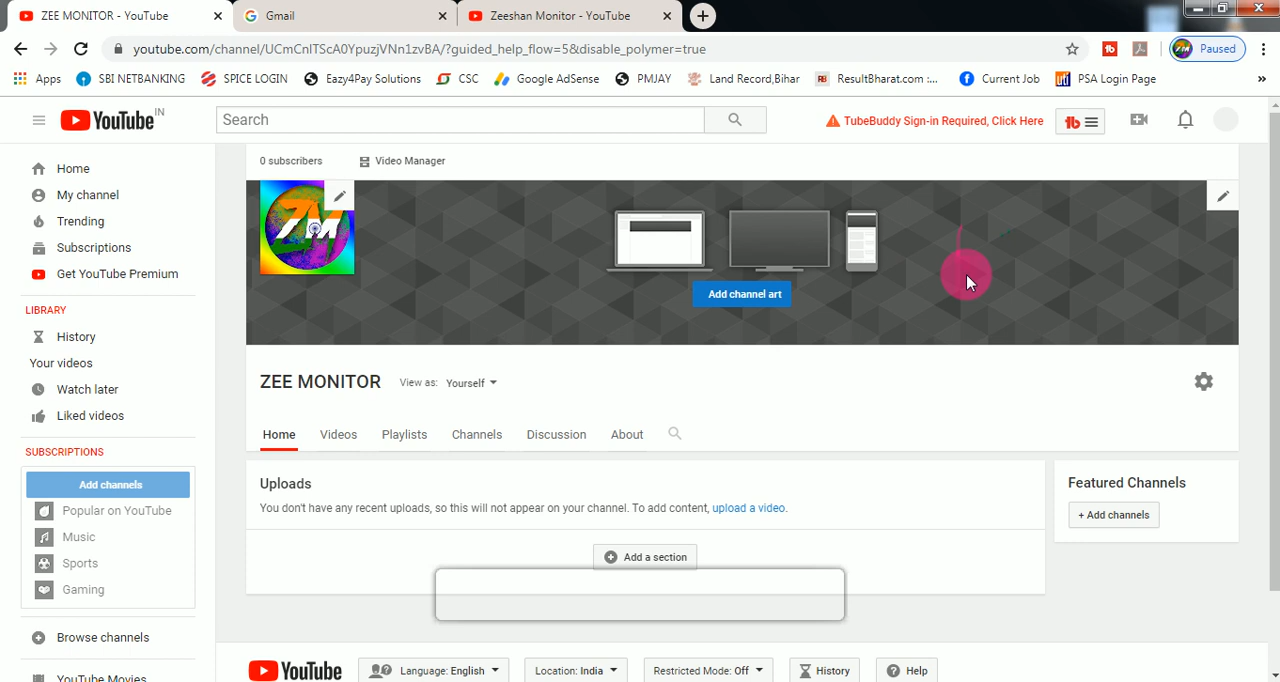 ZEE MONITOR - YouTube
Gmail
Zeeshan Monitor - YouTube
youtube.com/channel/UCmCnITScA0YpuzjVNn1zvBA/?guided_help_flow=5&disable_polymer=true
Paused
Apps
SBI NETBANKING
SPICE LOGIN
Eazy4Pay Solutions
CSC
Google AdSense
PMJAY
Land Record,Bihar
ResultBharat.com :...
Current Job
PSA Login Page
»
YouTube IN
Search
TubeBuddy Sign-in Required, Click Here
tb
Home
My channel
Trending
Subscriptions
Get YouTube Premium
LIBRARY
History
Your videos
Watch later
Liked videos
SUBSCRIPTIONS
Add channels
Popular on YouTube
Music
Sports
Gaming
Browse channels
YouTube Movies
0 subscribers
Video Manager
ZM
Add channel art
ZEE MONITOR
View as: Yourself
Home
Videos
Playlists
Channels
Discussion
About
Uploads
You don't have any recent uploads, so this will not appear on your channel. To add content, upload a video.
Add a section
Featured Channels
+ Add channels
YouTube
Language: English
Location: India
Restricted Mode: Off
History
Help